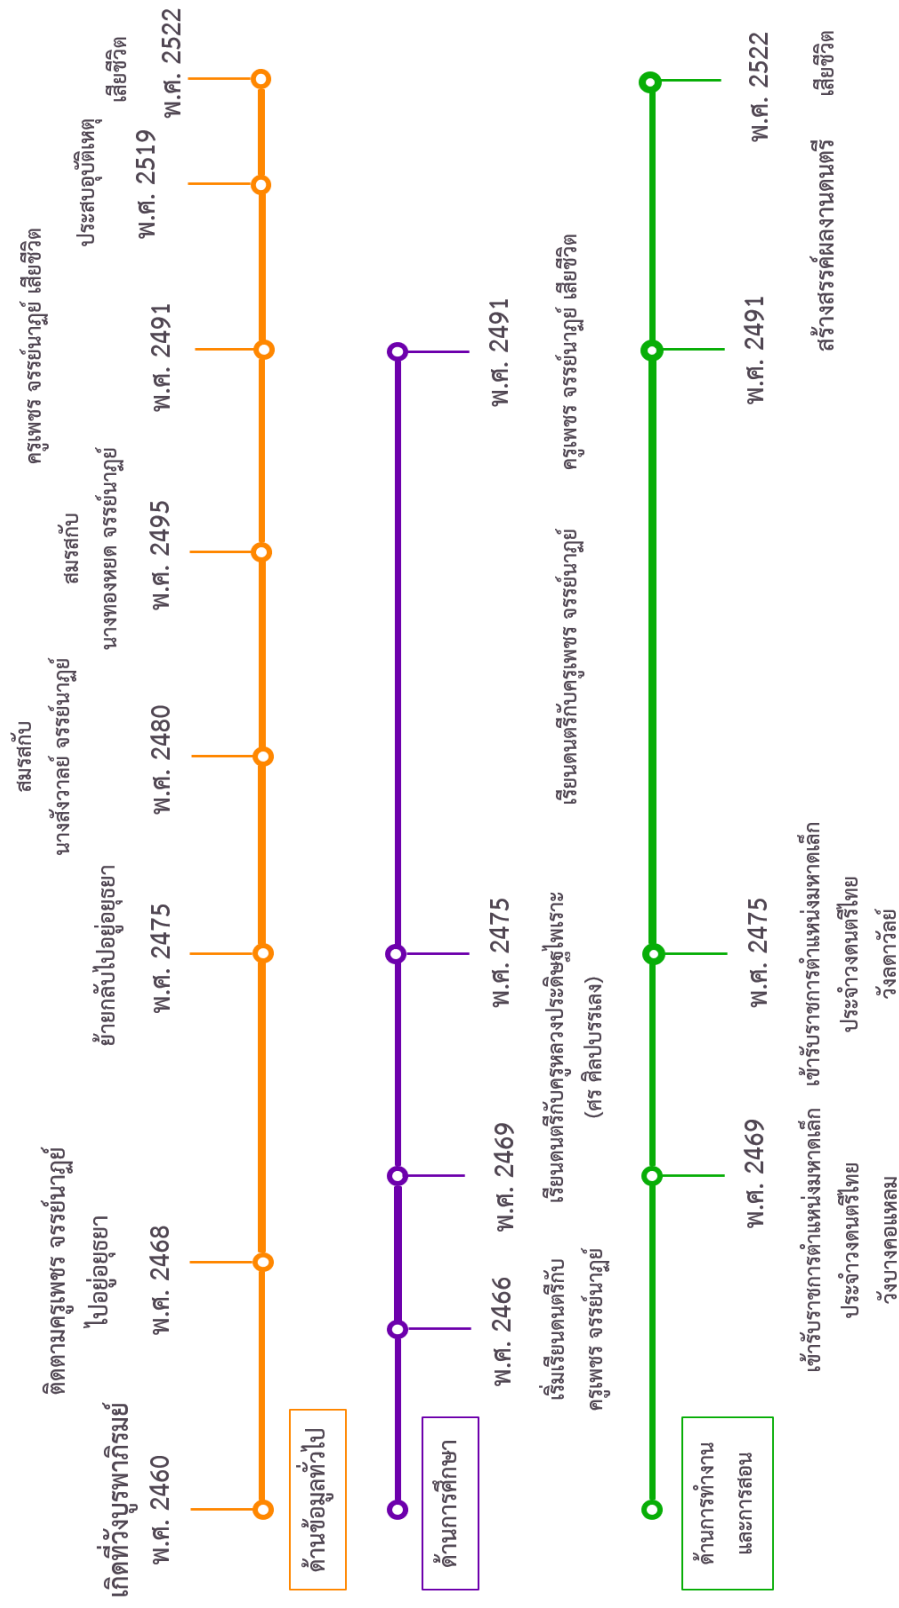 เกิดที่วังบูรพาภิรมย์
พ.ศ. 2460
ติดตามครูเพชร จรรย์นาฏย์
ไปอยู่อยุธยา
พ.ศ. 2468
ย้ายกลับไปอยู่อยุธยา
พ.ศ. 2475
สมรสกับ
นางสังวาลย์ จรรย์นาฏย์
พ.ศ. 2480
สมรสกับ
นางทองหยด จรรย์นาฏย์
พ.ศ. 2495
ครูเพชร จรรย์นาฏย์ เสียชีวิต
พ.ศ. 2491
ประสบอุบัติเหตุ
พ.ศ. 2519
เสียชีวิต
พ.ศ. 2522
ด้านข้อมูลทั่วไป
ด้านการศึกษา
พ.ศ. 2466
เริ่มเรียนดนตรีกับ
ครูเพชร จรรย์นาฏย์
พ.ศ. 2469
เรียนดนตรีกับครูหลวงประดิษฐไพเราะ
(ศร ศิลปบรรเลง)
พ.ศ. 2475
เรียนดนตรีกับครูเพชร จรรย์นาฏย์
พ.ศ. 2491
ครูเพชร จรรย์นาฏย์ เสียชีวิต
ด้านการทำงาน
และการสอน
พ.ศ. 2469
เข้ารับราชการตำแหน่งมหาดเล็ก
ประจำวงดนตรีไทย
วังบางคอแหลม
พ.ศ. 2475
เข้ารับราชการตำแหน่งมหาดเล็ก
ประจำวงดนตรีไทย
วังลดาวัลย์
พ.ศ. 2491
สร้างสรรค์ผลงานดนตรี
พ.ศ. 2522
เสียชีวิต